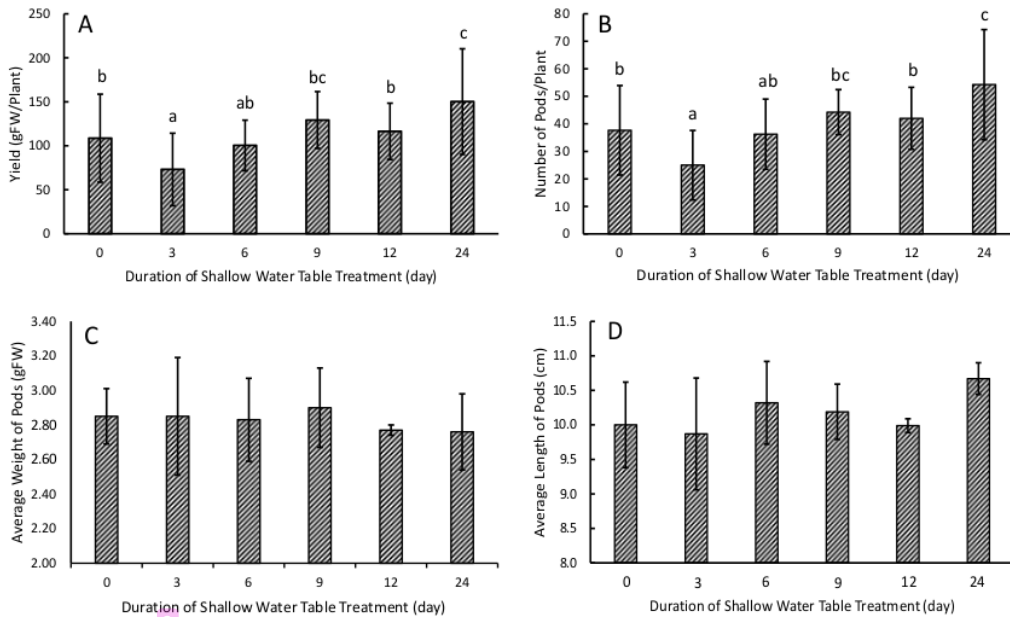 A
Yield (gFW/Plant)
250
200
150
100
50
0
b
a
ab
bc
b
c
0 3 6 9 12 24
Duration of Shallow Water Table Treatment (day)
B
Number of Pods/Plant
80
70
60
50
40
30
20
10
0
b
a
ab
bc
b
c
0 3 6 9 12 24
Duration of Shallow Water Table Treatment (day)
C
Average Weight of Pods (gFW)
3.40
3.20
3.00
2.80
2.60
2.40
2.20
2.00
0 3 6 9 12 24
Duration of Shallow Water Table Treatment (day)
D
Average Length of Pods (cm)
11.5
11.0
10.5
10.0
9.5
9.0
8.5
8.0
0 3 6 9 12 24
Duration of Shallow Water Table Treatment (day)